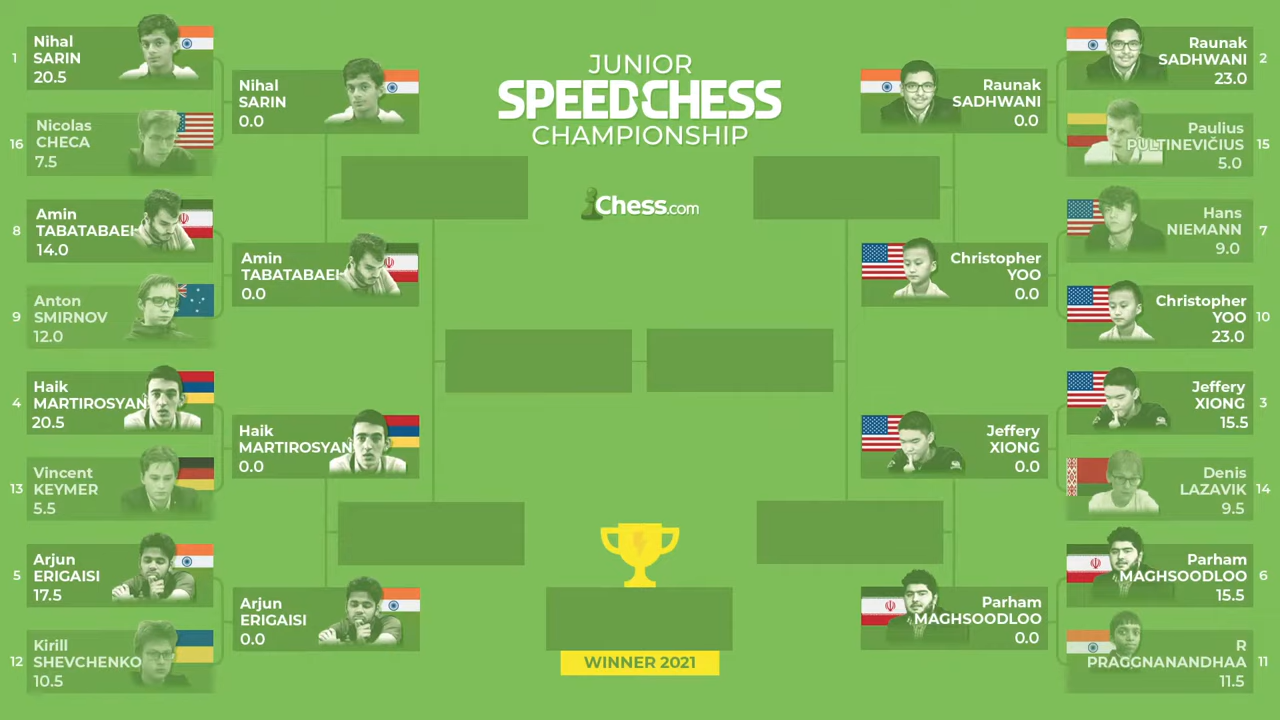 1
Nihal
SARIN
20.5
16
Nicolas
CHECA
7.5
8
Amin
TABATABAEI
14.0
9
Anton
SMIRNOV
12.0
4
Haik
MARTIROSYAN
20.5
13
Vincent
KEYMER
5.5
5
Arjun
ERIGAISI
17.5
12
Kirill
SHEVCHENKO
10.5
Nihal
SARIN
0.0
Amin
TABATABAEI
0.0
Haik
MARTIROSYAN
0.0
Arjun
ERIGAISI
0.0
JUNIOR
SPEED CHESS
CHAMPIONSHIP
Chess.com
WINNER 2021
Raunak
SADHWANI
0.0
Christopher
YOO
0.0
Jeffery
XIONG
0.0
Parham
MAGHSOODLOO
0.0
Raunak
SADHWANI
23.0
2
Paulius
PULTINEVIČIUS
5.0
15
Hans
NIEMANN
9.0
7
Christopher
YOO
23.0
10
Jeffery
XIONG
15.5
3
Denis
LAZAVIK
9.5
14
Parham
MAGHSOODLOO
15.5
6
R
PRAGGNANANDHAA
11.5
11